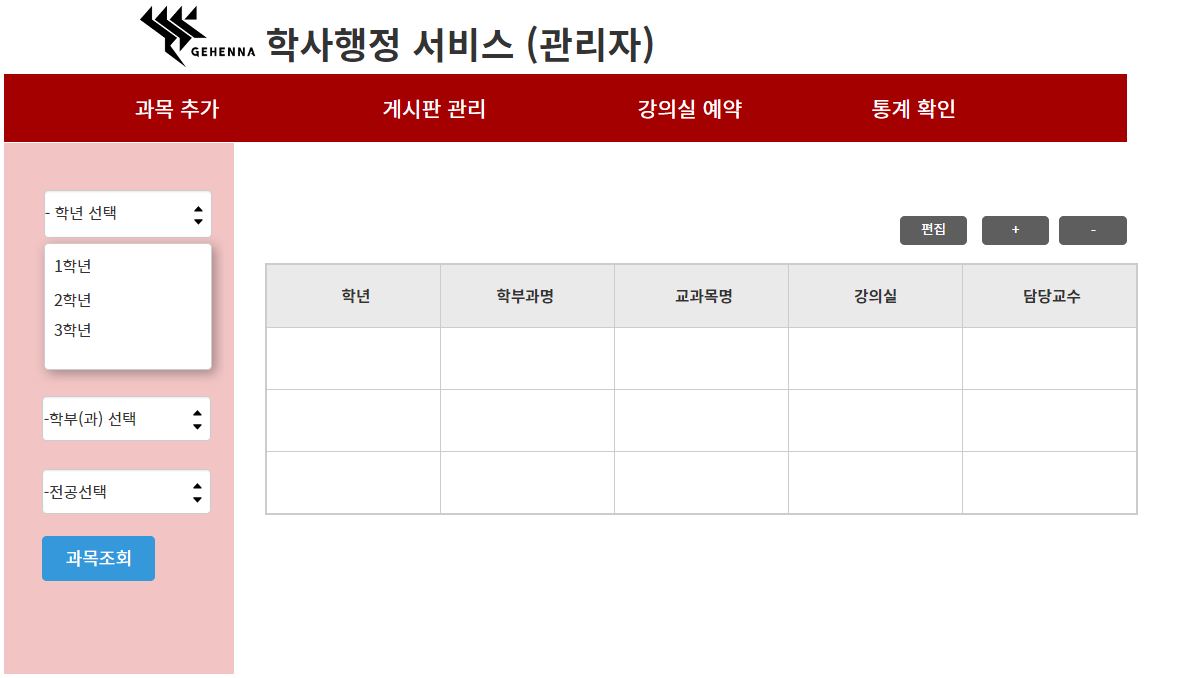 GEHENNA 학사행정 서비스 (관리자)
과목 추가 게시판 관리 강의실 예약 통계 확인
- 학년 선택
1학년
2학년
3학년
-학부(과) 선택
-전공선택
과목조회
편집 + -
학년 학부과명 교과목명 강의실 담당교수